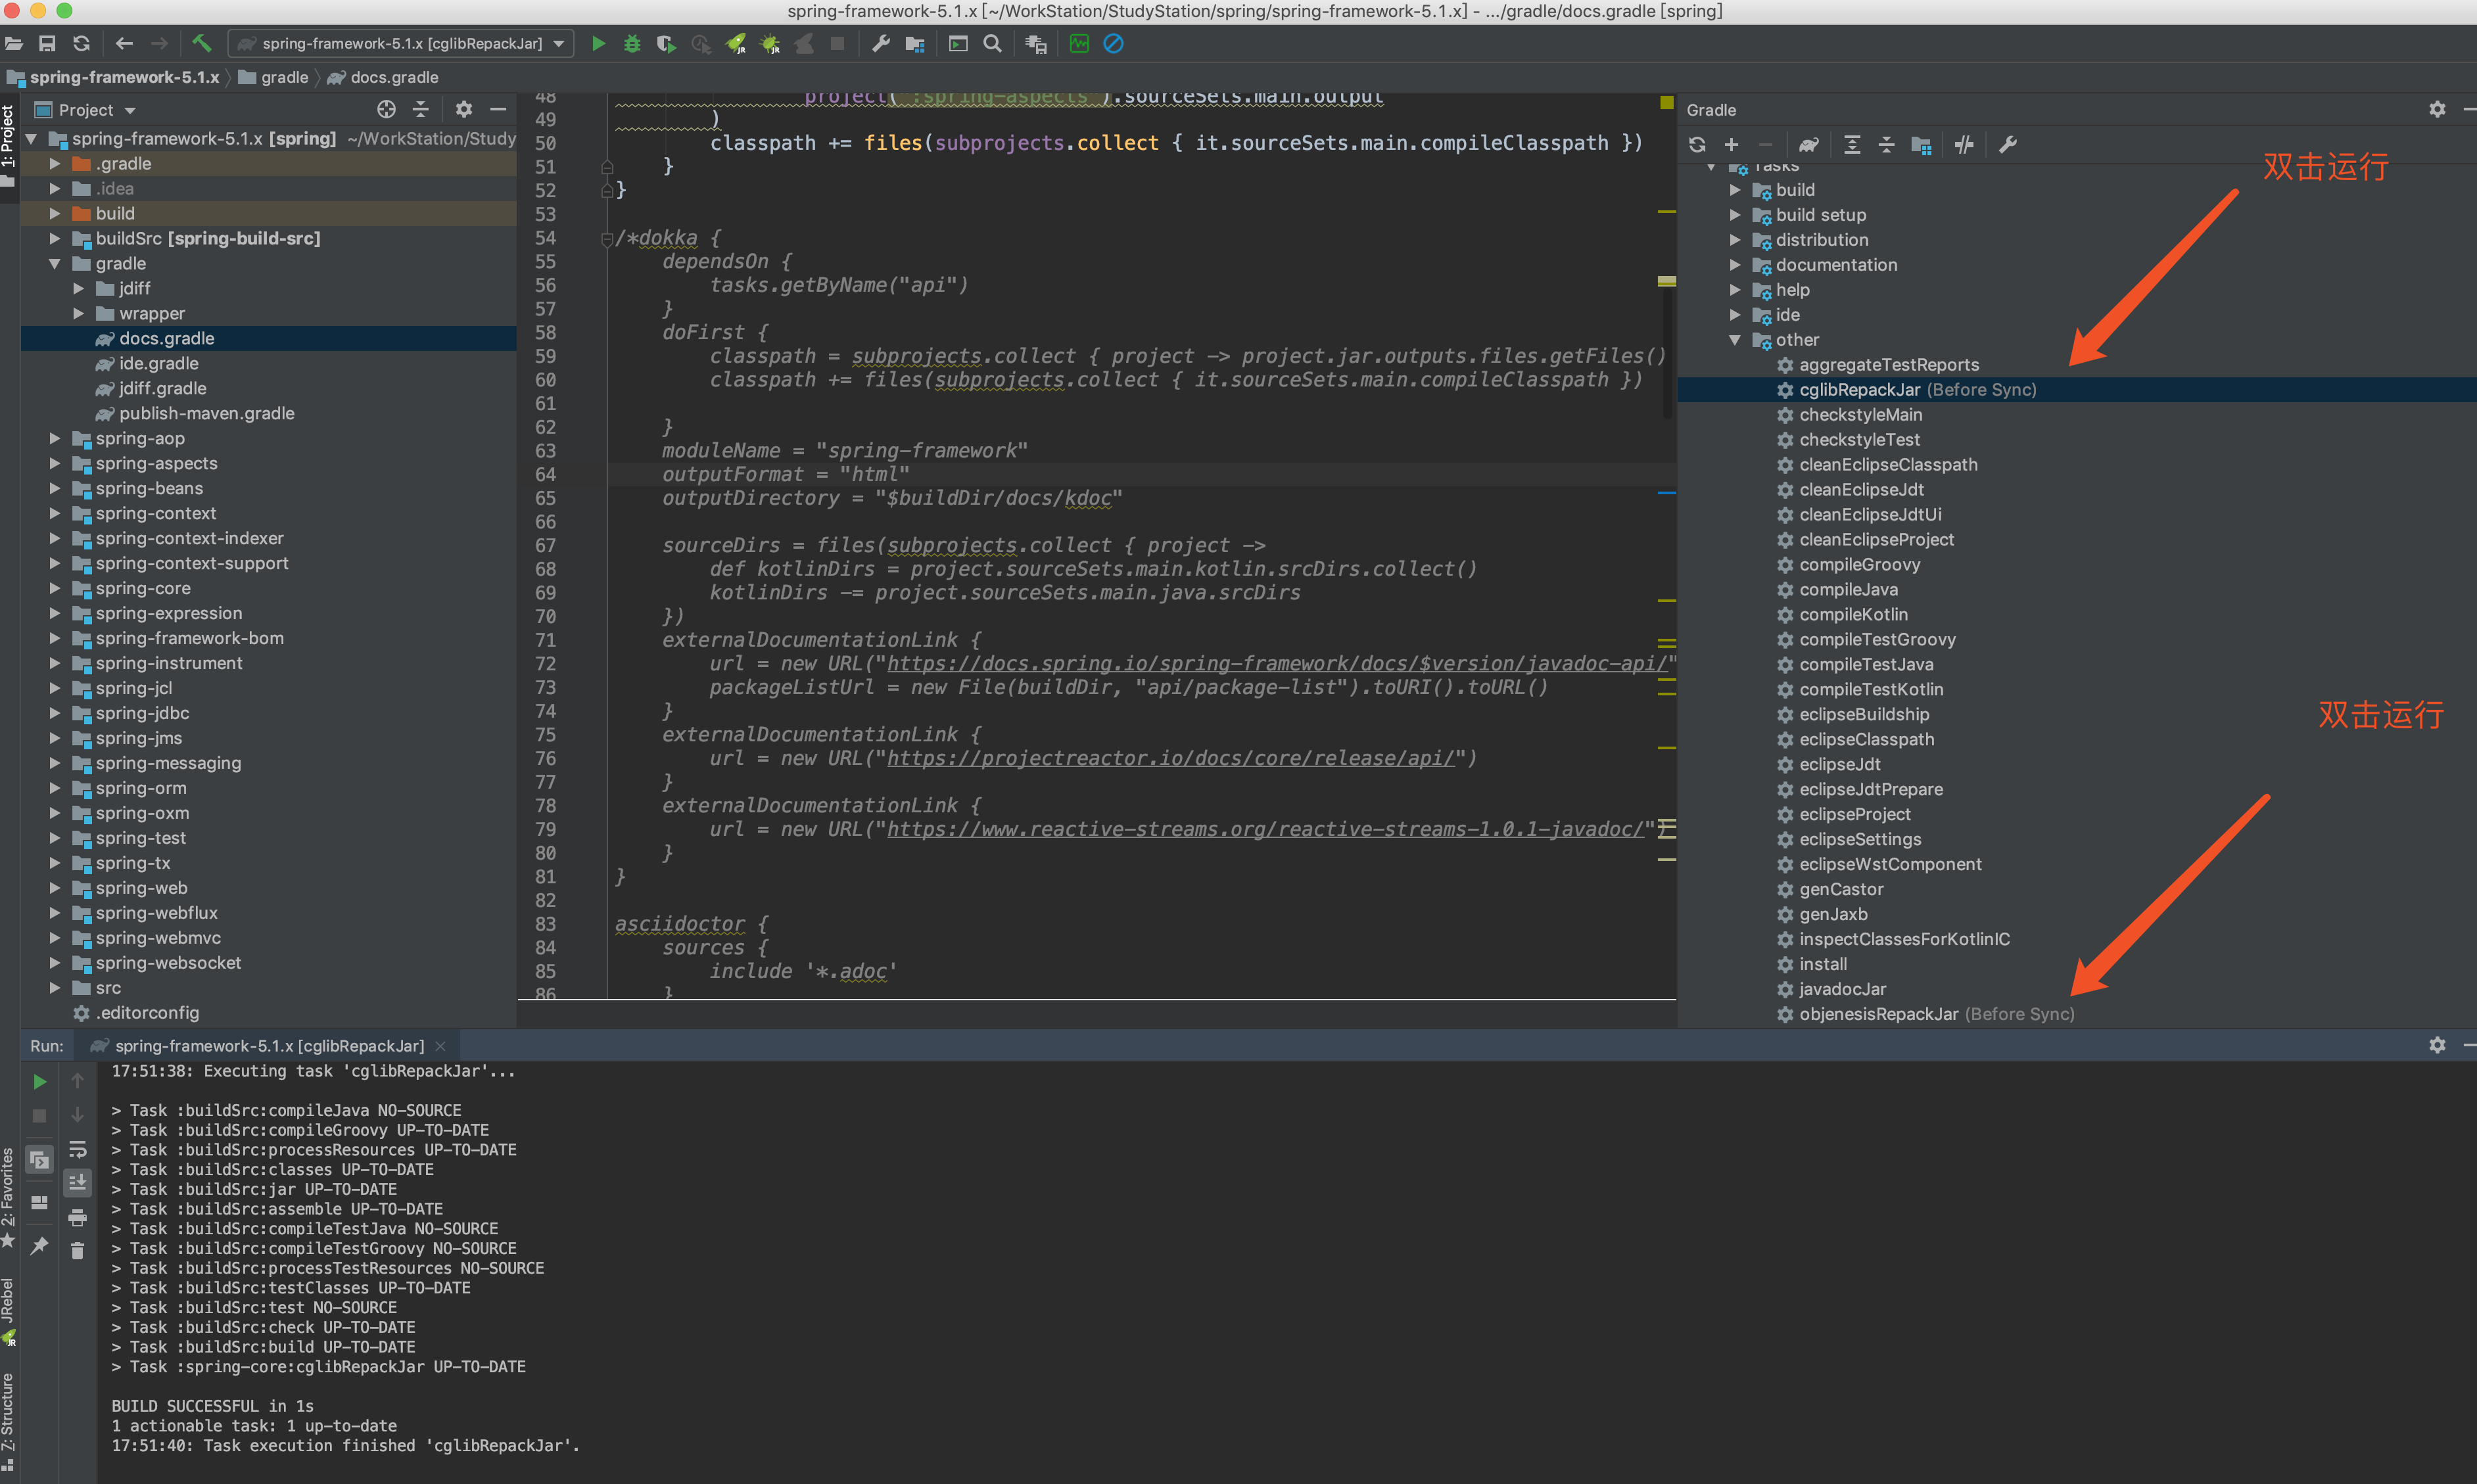 spring-framework-5.1.x [~/WorkStation/StudyStation/spring/spring-framework-5.1.x] - .../gradle/docs.gradle [spring]
spring-framework-5.1.x [cglibRepackJar]
spring-framework-5.1.x
gradle
docs.gradle
1: Project
2: Favorites
JRebel
Z: Structure
Project
spring-framework-5.1.x [spring] ~/WorkStation/Study
.gradle
.idea
build
buildSrc [spring-build-src]
gradle
jdiff
wrapper
docs.gradle
ide.gradle
jdiff.gradle
publish-maven.gradle
spring-aop
spring-aspects
spring-beans
spring-context
spring-context-indexer
spring-context-support
spring-core
spring-expression
spring-framework-bom
spring-instrument
spring-jcl
spring-jdbc
spring-jms
spring-messaging
spring-orm
spring-oxm
spring-test
spring-tx
spring-web
spring-webflux
spring-webmvc
spring-websocket
src
.editorconfig
48 project(":spring-aspects").sourceSets.main.output
49 )
50 classpath += files(subprojects.collect { it.sourceSets.main.compileClasspath })
51 }
52 }
53
54 /*dokka {
55 dependsOn {
56 tasks.getByName("api")
57 }
58 doFirst {
59 classpath = subprojects.collect { project -> project.jar.outputs.files.getFiles()
60 classpath += files(subprojects.collect { it.sourceSets.main.compileClasspath })
61
62 }
63 moduleName = "spring-framework"
64 outputFormat = "html"
65 outputDirectory = "$buildDir/docs/kdoc"
66
67 sourceDirs = files(subprojects.collect { project ->
68 def kotlinDirs = project.sourceSets.main.kotlin.srcDirs.collect()
69 kotlinDirs -= project.sourceSets.main.java.srcDirs
70 })
71 externalDocumentationLink {
72 url = new URL("https://docs.spring.io/spring-framework/docs/$version/javadoc-api/"
73 packageListUrl = new File(buildDir, "api/package-list").toURI().toURL()
74 }
75 externalDocumentationLink {
76 url = new URL("https://projectreactor.io/docs/core/release/api/")
77 }
78 externalDocumentationLink {
79 url = new URL("https://www.reactive-streams.org/reactive-streams-1.0.1-javadoc/")
80 }
81 }
82
83 asciidoctor {
84 sources {
85 include '*.adoc'
86 }
Gradle
Tasks
build
build setup
distribution
documentation
help
ide
other
aggregateTestReports
cglibRepackJar (Before Sync)
checkstyleMain
checkstyleTest
cleanEclipseClasspath
cleanEclipseJdt
cleanEclipseJdtUi
cleanEclipseProject
compileGroovy
compileJava
compileKotlin
compileTestGroovy
compileTestJava
compileTestKotlin
eclipseBuildship
eclipseClasspath
eclipseJdt
eclipseJdtPrepare
eclipseProject
eclipseSettings
eclipseWstComponent
genCastor
genJaxb
inspectClassesForKotlinIC
install
javadocJar
objenesisRepackJar (Before Sync)
双击运行
双击运行
Run: spring-framework-5.1.x [cglibRepackJar]
17:51:38: Executing task 'cglibRepackJar'...
> Task :buildSrc:compileJava NO-SOURCE
> Task :buildSrc:compileGroovy UP-TO-DATE
> Task :buildSrc:processResources UP-TO-DATE
> Task :buildSrc:classes UP-TO-DATE
> Task :buildSrc:jar UP-TO-DATE
> Task :buildSrc:assemble UP-TO-DATE
> Task :buildSrc:compileTestJava NO-SOURCE
> Task :buildSrc:compileTestGroovy NO-SOURCE
> Task :buildSrc:processTestResources NO-SOURCE
> Task :buildSrc:testClasses UP-TO-DATE
> Task :buildSrc:test NO-SOURCE
> Task :buildSrc:check UP-TO-DATE
> Task :buildSrc:build UP-TO-DATE
> Task :spring-core:cglibRepackJar UP-TO-DATE
BUILD SUCCESSFUL in 1s
1 actionable task: 1 up-to-date
17:51:40: Task execution finished 'cglibRepackJar'.